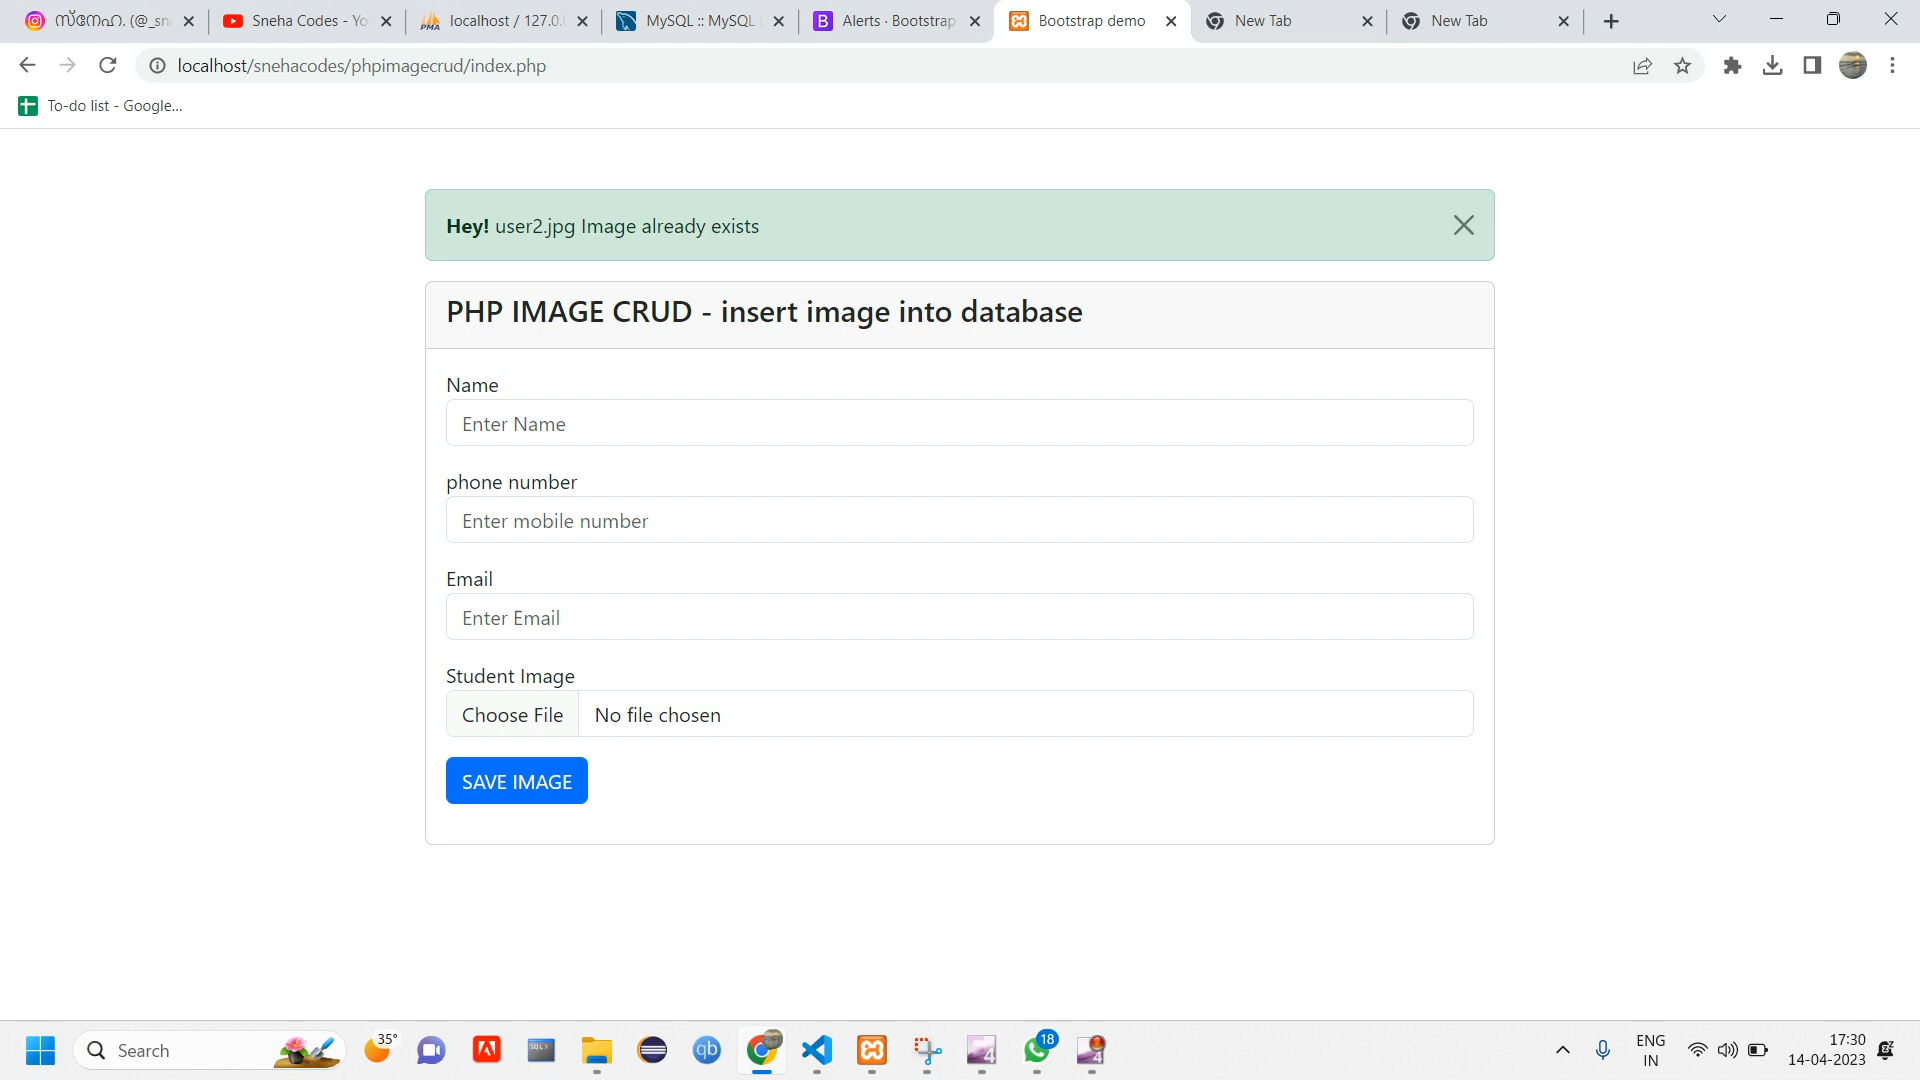 സ്നേഹ. (@_sn
Sneha Codes - Yo
localhost / 127.0.
MySQL :: MySQL
Alerts · Bootstrap
Bootstrap demo
New Tab
New Tab
localhost/snehacodes/phpimagecrud/index.php
To-do list - Google...
Hey! user2.jpg Image already exists
PHP IMAGE CRUD - insert image into database
Name
Enter Name
phone number
Enter mobile number
Email
Enter Email
Student Image
Choose File No file chosen
SAVE IMAGE
Search
35°
18
ENG
IN
17:30
14-04-2023